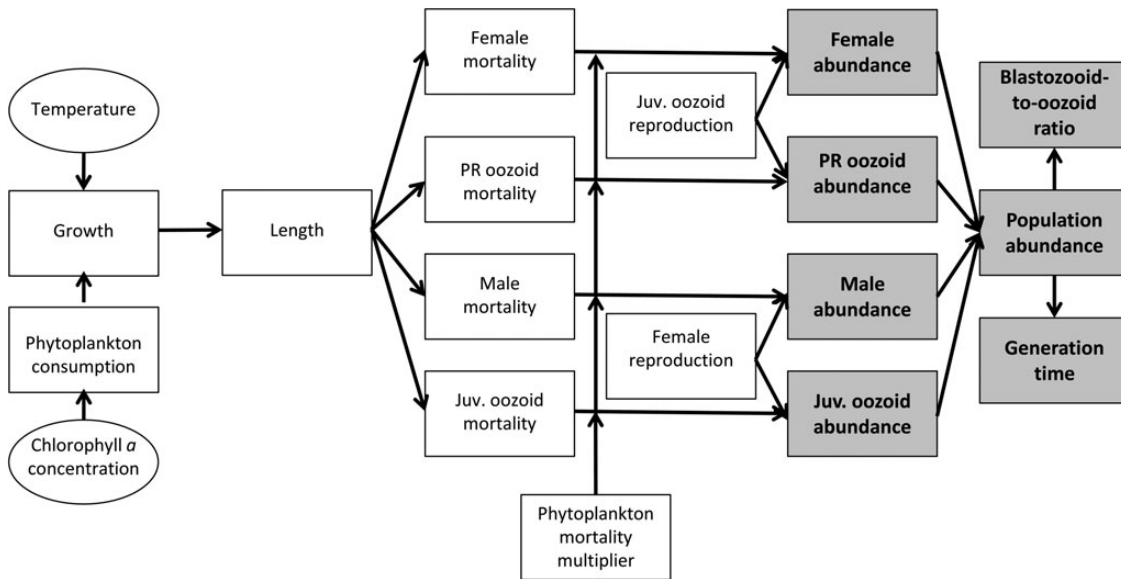 Temperature
Growth
Phytoplankton
consumption
Chlorophyll a
concentration
Length
Female
mortality
PR oozoid
mortality
Male
mortality
Juv. oozoid
mortality
Juv. oozoid
reproduction
Female
reproduction
Phytoplankton
mortality
multiplier
Female
abundance
PR oozoid
abundance
Male
abundance
Juv. oozoid
abundance
Blastozooid-
to-oozoid
ratio
Population
abundance
Generation
time